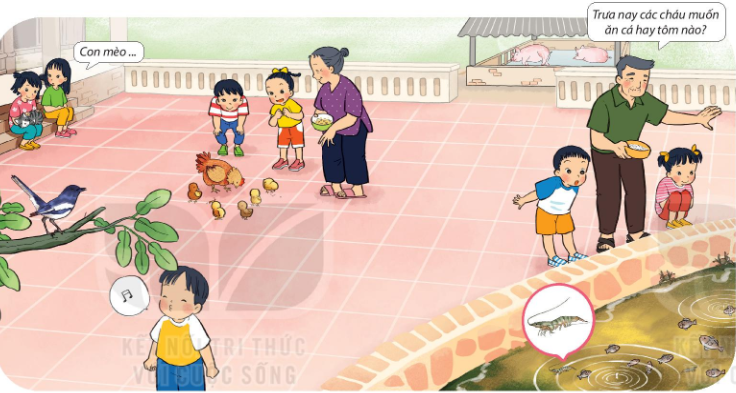 Con mèo ...
Trưa nay các cháu muốn
ăn cá hay tôm nào?
KẾT NỐI TRI THỨC
VỚI CUỘC SỐNG